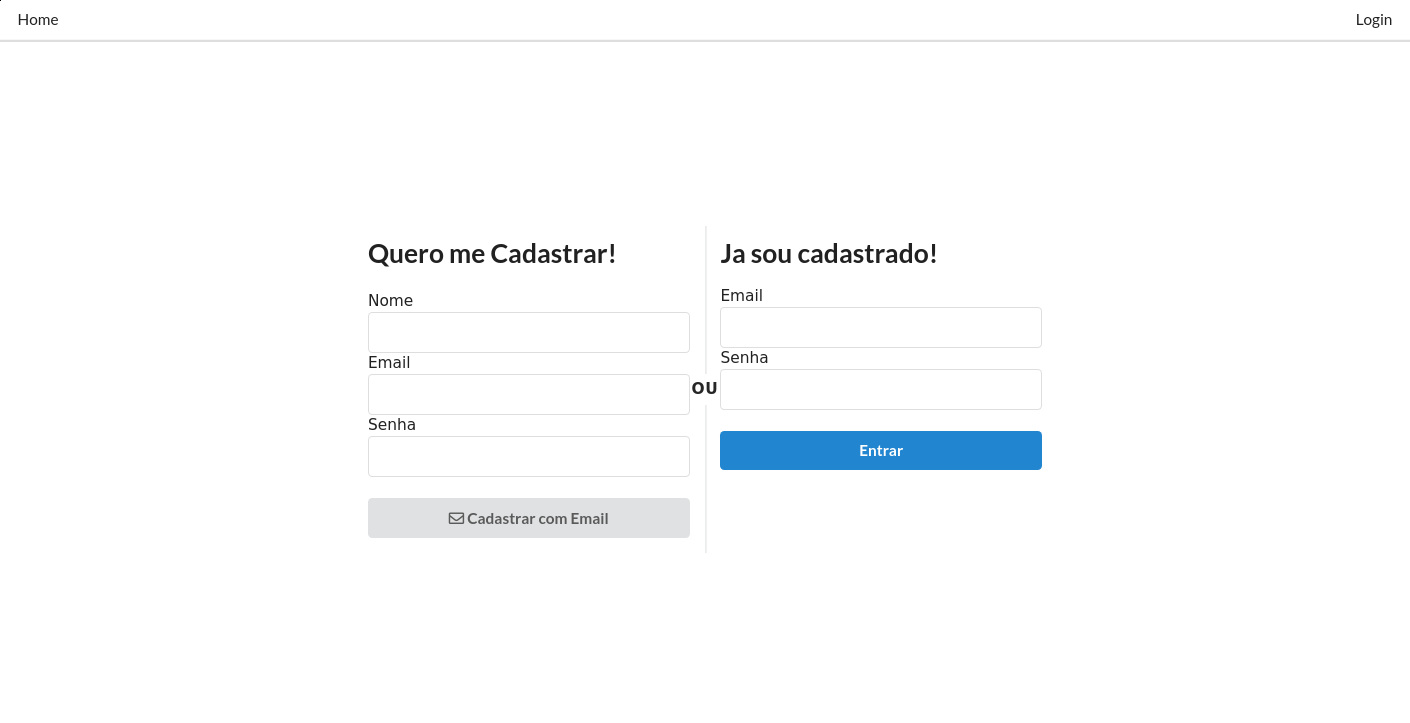 Home
Login
Quero me Cadastrar!
Nome
Email
Senha
Cadastrar com Email
OU
Ja sou cadastrado!
Email
Senha
Entrar